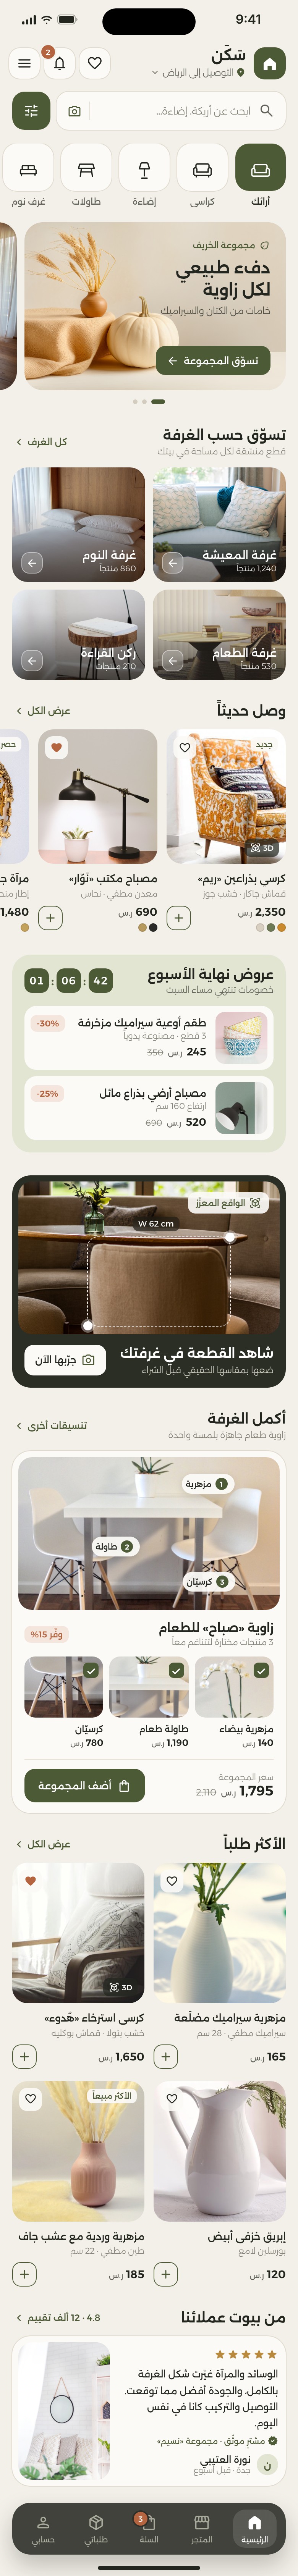 9:41
سَكَن
التوصيل إلى الرياض
2
ابحث عن أريكة، إضاءة...
أرائك
كراسي
إضاءة
طاولات
غرف نوم
مجموعة الخريف
دفء طبيعي
لكل زاوية
خامات من الكتان والسيراميك
تسوّق المجموعة
تسوّق حسب الغرفة
كل الغرف
قطع منسّقة لكل مساحة في بيتك
غرفة المعيشة
1,240 منتجاً
غرفة النوم
860 منتجاً
غرفة الطعام
530 منتجاً
ركن القراءة
210 منتجات
وصل حديثاً
عرض الكل
جديد
3D
كرسي بذراعين «ريم»
قماش جاكار · خشب جوز
2,350 ر.س
مصباح مكتب «نَوّار»
معدن مطفي · نحاس
690 ر.س
حصر
مرآة ج
1,480
عروض نهاية الأسبوع
خصومات تنتهي مساء السبت
01 : 06 : 42
طقم أوعية سيراميك مزخرفة
3 قطع · مصنوعة يدوياً
245 ر.س 350
-30%
مصباح أرضي بذراع مائل
ارتفاع 160 سم
520 ر.س 690
-25%
الواقع المعزَّز
W 62 cm
شاهد القطعة في غرفتك
ضعها بمقاسها الحقيقي قبل الشراء
جرّبها الآن
أكمل الغرفة
تنسيقات أخرى
زاوية طعام جاهزة بلمسة واحدة
1 مزهرية
2 طاولة
3 كرسيّان
زاوية «صباح» للطعام
3 منتجات مختارة لتتناغم معاً
وفّر 15%
مزهرية بيضاء
140 ر.س
طاولة طعام
1,190 ر.س
كرسيّان
780 ر.س
سعر المجموعة
1,795 ر.س 2,110
أضف المجموعة
الأكثر طلباً
عرض الكل
مزهرية سيراميك مضلّعة
سيراميك مطفي · 28 سم
165 ر.س
3D
كرسي استرخاء «هدوء»
خشب بتولا · قماش بوكليه
1,650 ر.س
إبريق خزفي أبيض
بورسلين لامع
120 ر.س
الأكثر مبيعاً
مزهرية وردية مع عشب جاف
طين مطفي · 22 سم
185 ر.س
من بيوت عملائنا
4.8 · 12 ألف تقييم
الوسائد والمرآة غيّرت شكل الغرفة
بالكامل، والجودة أفضل مما توقعت.
التوصيل والتركيب كانا في نفس
اليوم.
مشترٍ موثّق · مجموعة «نسيم»
ن
نورة العتيبي
جدة · قبل أسبوع
الرئيسية
المتجر
السلة
3
طلباتي
حسابي